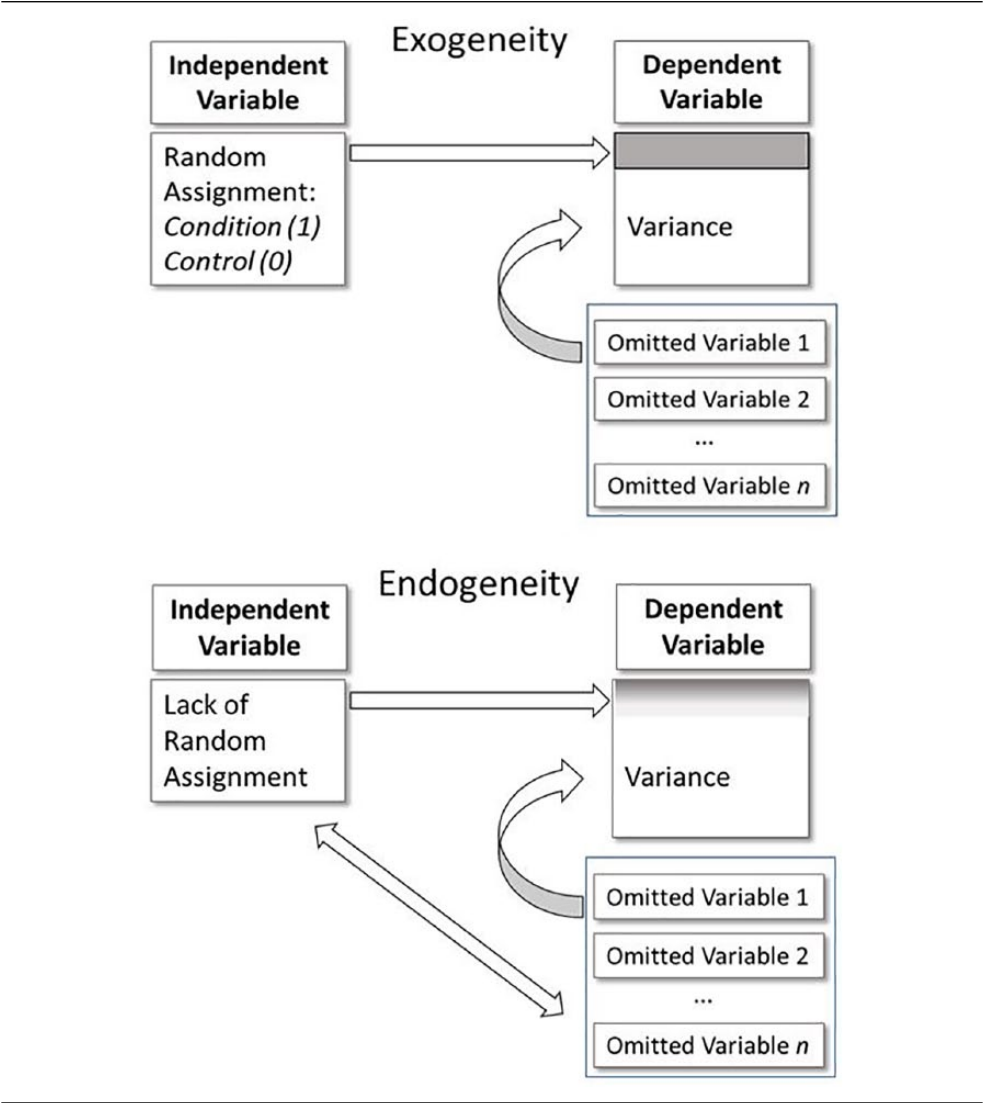 Exogeneity
Independent
Variable
Random
Assignment:
Condition (1)
Control (0)
Dependent
Variable
Variance
Omitted Variable 1
Omitted Variable 2
...
Omitted Variable n
Endogeneity
Independent
Variable
Lack of
Random
Assignment
Dependent
Variable
Variance
Omitted Variable 1
Omitted Variable 2
...
Omitted Variable n